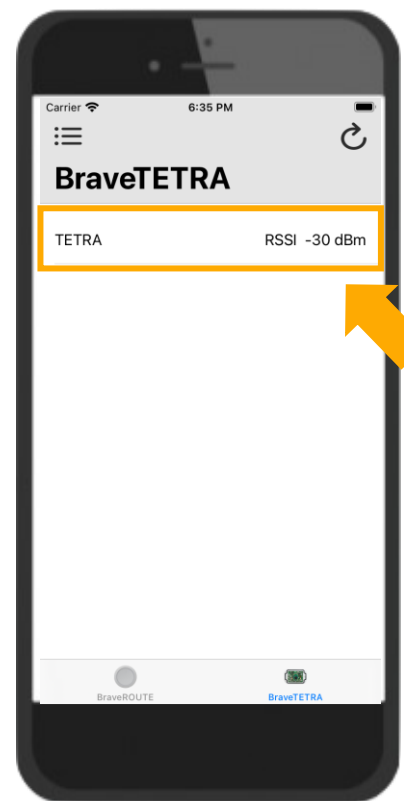 Carrier 6:35 PM
BraveTETRA
TETRA RSSI -30 dBm
BraveROUTE BraveTETRA